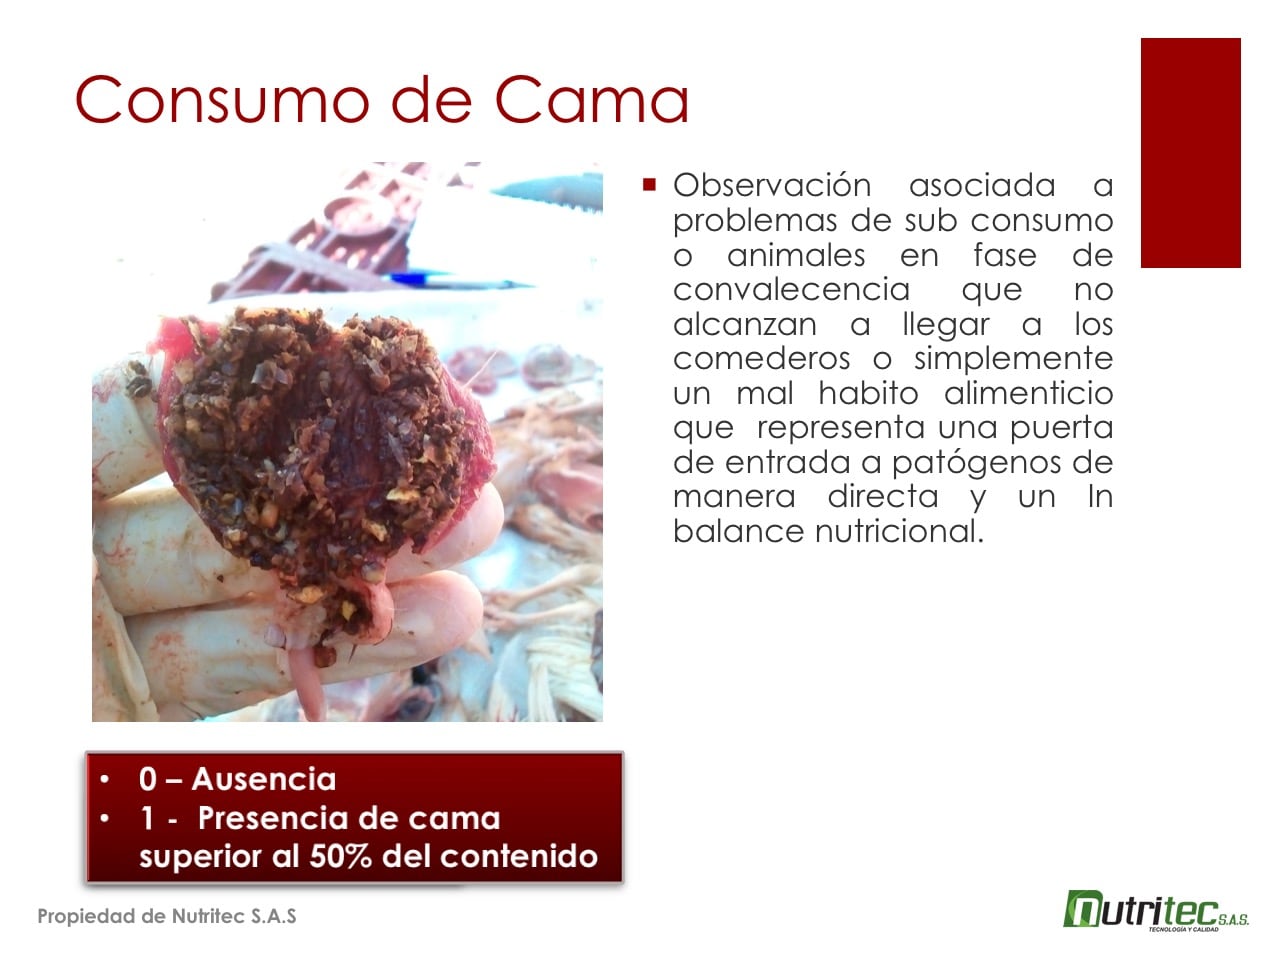 Consumo de Cama
Observación asociada a
problemas de sub consumo
o animales en fase de
convalecencia que no
alcanzan a llegar a los
comederos o simplemente
un mal habito alimenticio
que representa una puerta
de entrada a patógenos de
manera directa y un In
balance nutricional.
• 0 – Ausencia
• 1 - Presencia de cama
superior al 50% del contenido
Propiedad de Nutritec S.A.S
nutritec S.A.S.
TECNOLOGÍA Y CALIDAD